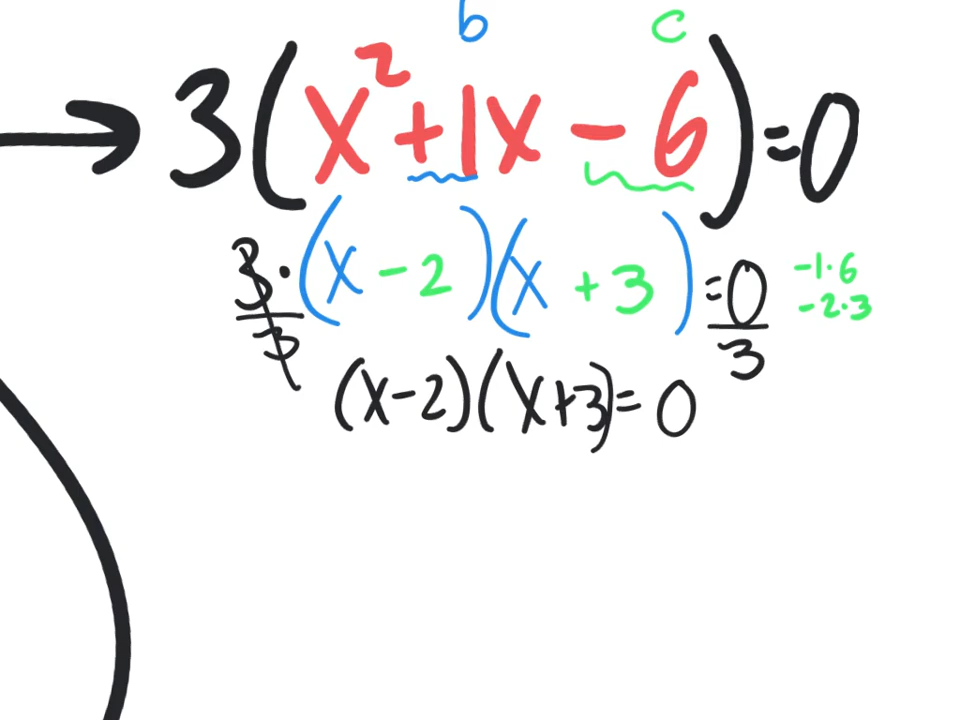 b c
3(x²+1x-6)=0
3·(x-2)(x+3)=0 -1·6
3 3 -2·3
(x-2)(x+3)=0